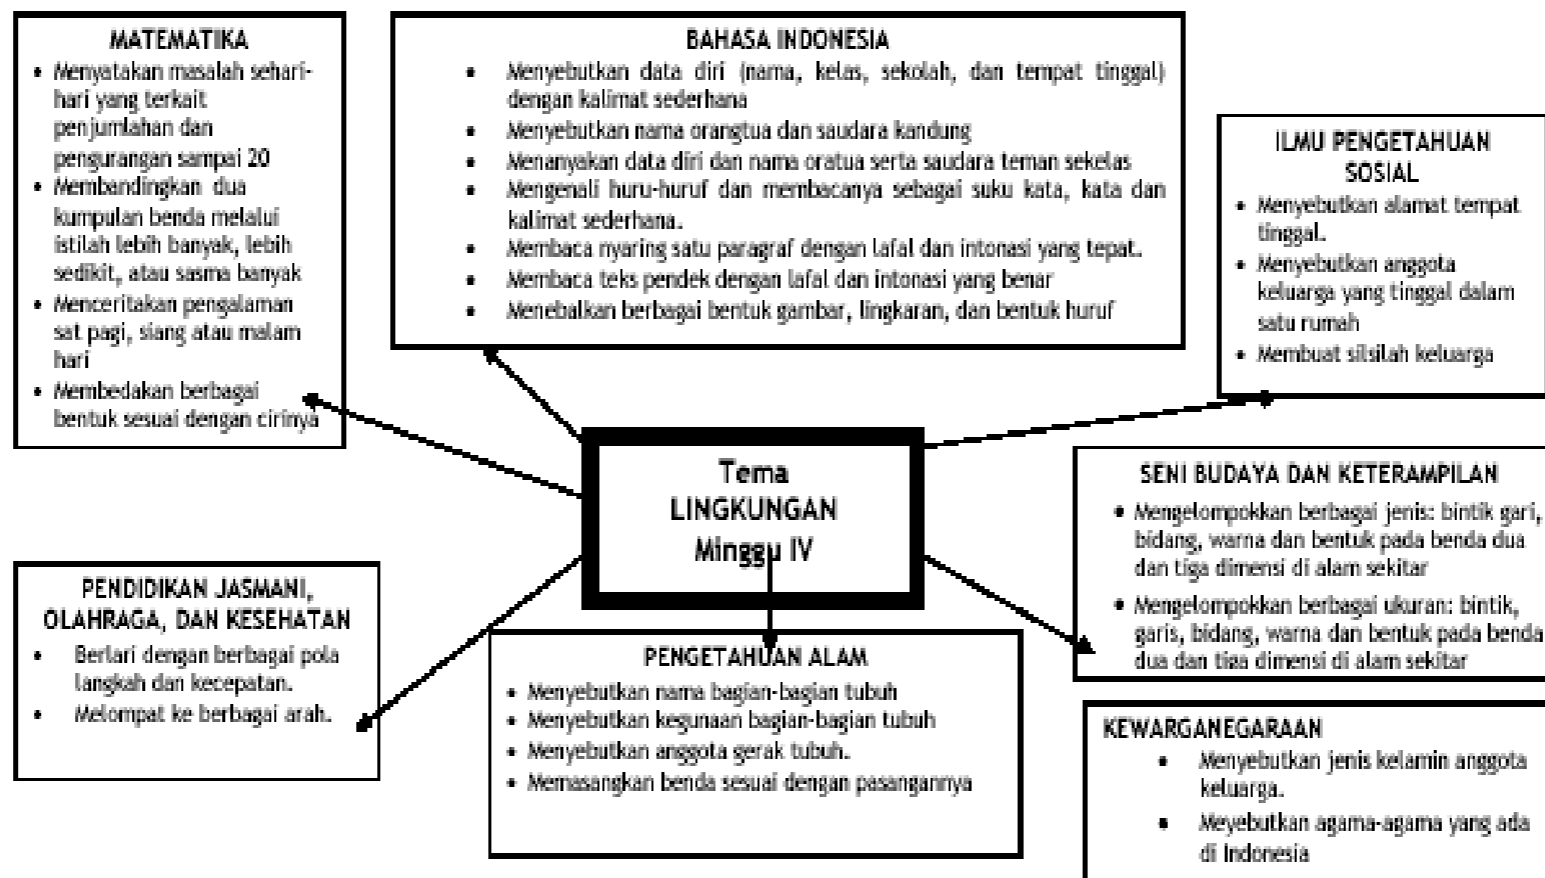 MATEMATIKA
• Menyatakan masalah sehari-
hari yang terkait
penjumlahan dan
pengurangan sampai 20
• Membandingkan dua
kumpulan benda melalui
istilah lebih banyak, lebih
sedikit, atau sasma banyak
• Menceritakan pengalaman
sat pagi, siang atau malam
hari
• Membedakan berbagai
bentuk sesuai dengan cirinya
BAHASA INDONESIA
• Menyebutkan data diri (nama, kelas, sekolah, dan tempat tinggal)
dengan kalimat sederhana
• Menyebutkan nama orangtua dan saudara kandung
• Menanyakan data diri dan nama oratua serta saudara teman sekelas
• Mengenali huru-huruf dan membacanya sebagai suku kata, kata dan
kalimat sederhana.
• Membaca nyaring satu paragraf dengan lafal dan intonasi yang tepat.
• Membaca teks pendek dengan lafal dan intonasi yang benar
• Menebalkan berbagai bentuk gambar, lingkaran, dan bentuk huruf
ILMU PENGETAHUAN
SOSIAL
• Menyebutkan alamat tempat
tinggal.
• Menyebutkan anggota
keluarga yang tinggal dalam
satu rumah
• Membuat silsilah keluarga
Tema
LINGKUNGAN
Minggu IV
SENI BUDAYA DAN KETERAMPILAN
• Mengelompokkan berbagai jenis: bintik gari,
bidang, warna dan bentuk pada benda dua
dan tiga dimensi di alam sekitar
• Mengelompokkan berbagai ukuran: bintik,
garis, bidang, warna dan bentuk pada benda
dua dan tiga dimensi di alam sekitar
PENDIDIKAN JASMANI,
OLAHRAGA, DAN KESEHATAN
• Berlari dengan berbagai pola
langkah dan kecepatan.
• Melompat ke berbagai arah.
PENGETAHUAN ALAM
• Menyebutkan nama bagian-bagian tubuh
• Menyebutkan kegunaan bagian-bagian tubuh
• Menyebutkan anggota gerak tubuh.
• Memasangkan benda sesuai dengan pasangannya
KEWARGANEGARAAN
• Menyebutkan jenis kelamin anggota
keluarga.
• Meyebutkan agama-agama yang ada
di Indonesia